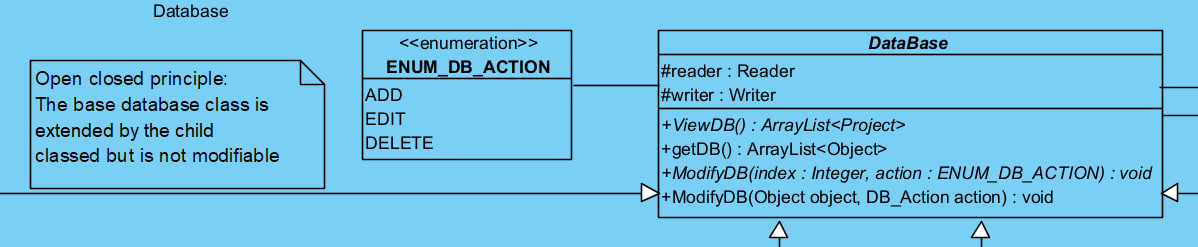 Database
Open closed principle:
The base database class is
extended by the child
classed but is not modifiable
<<enumeration>>
ENUM_DB_ACTION
ADD
EDIT
DELETE
DataBase
#reader : Reader
#writer : Writer
+ViewDB() : ArrayList<Project>
+getDB() : ArrayList<Object>
+ModifyDB(index : Integer, action : ENUM_DB_ACTION) : void
+ModifyDB(Object object, DB_Action action) : void